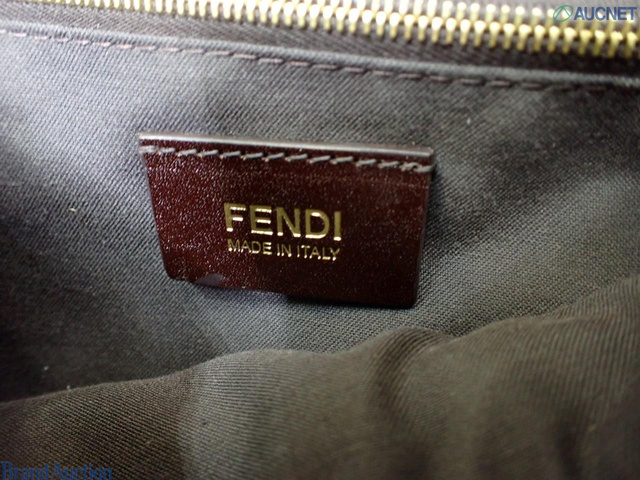 AUCNET
FENDI
MADE IN ITALY
Brand Auction